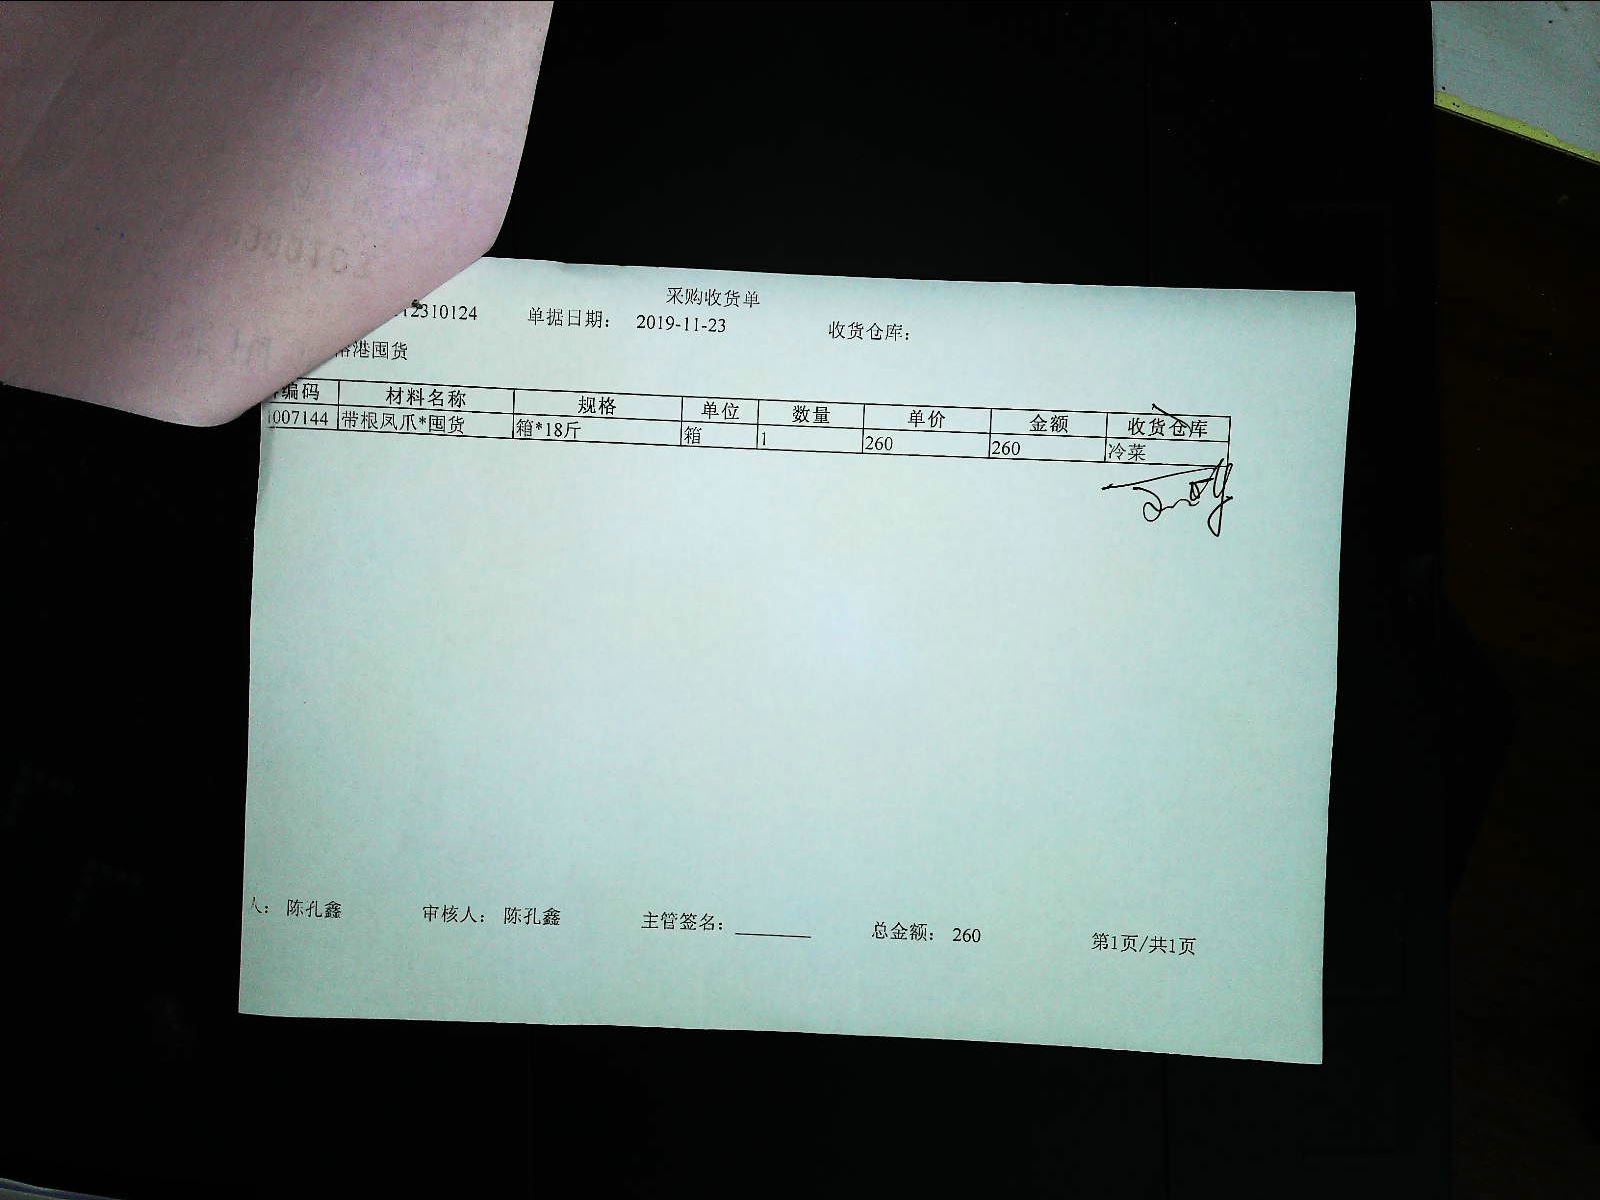 采购收货单
12310124 单据日期: 2019-11-23 收货仓库:
港囤货
编码 材料名称 规格 单位 数量 单价 金额 收货仓库
007144 带根凤爪*囤货 箱*18斤 箱 1 260 260 冷菜
人: 陈孔鑫 审核人: 陈孔鑫 主管签名: 总金额: 260 第1页/共1页